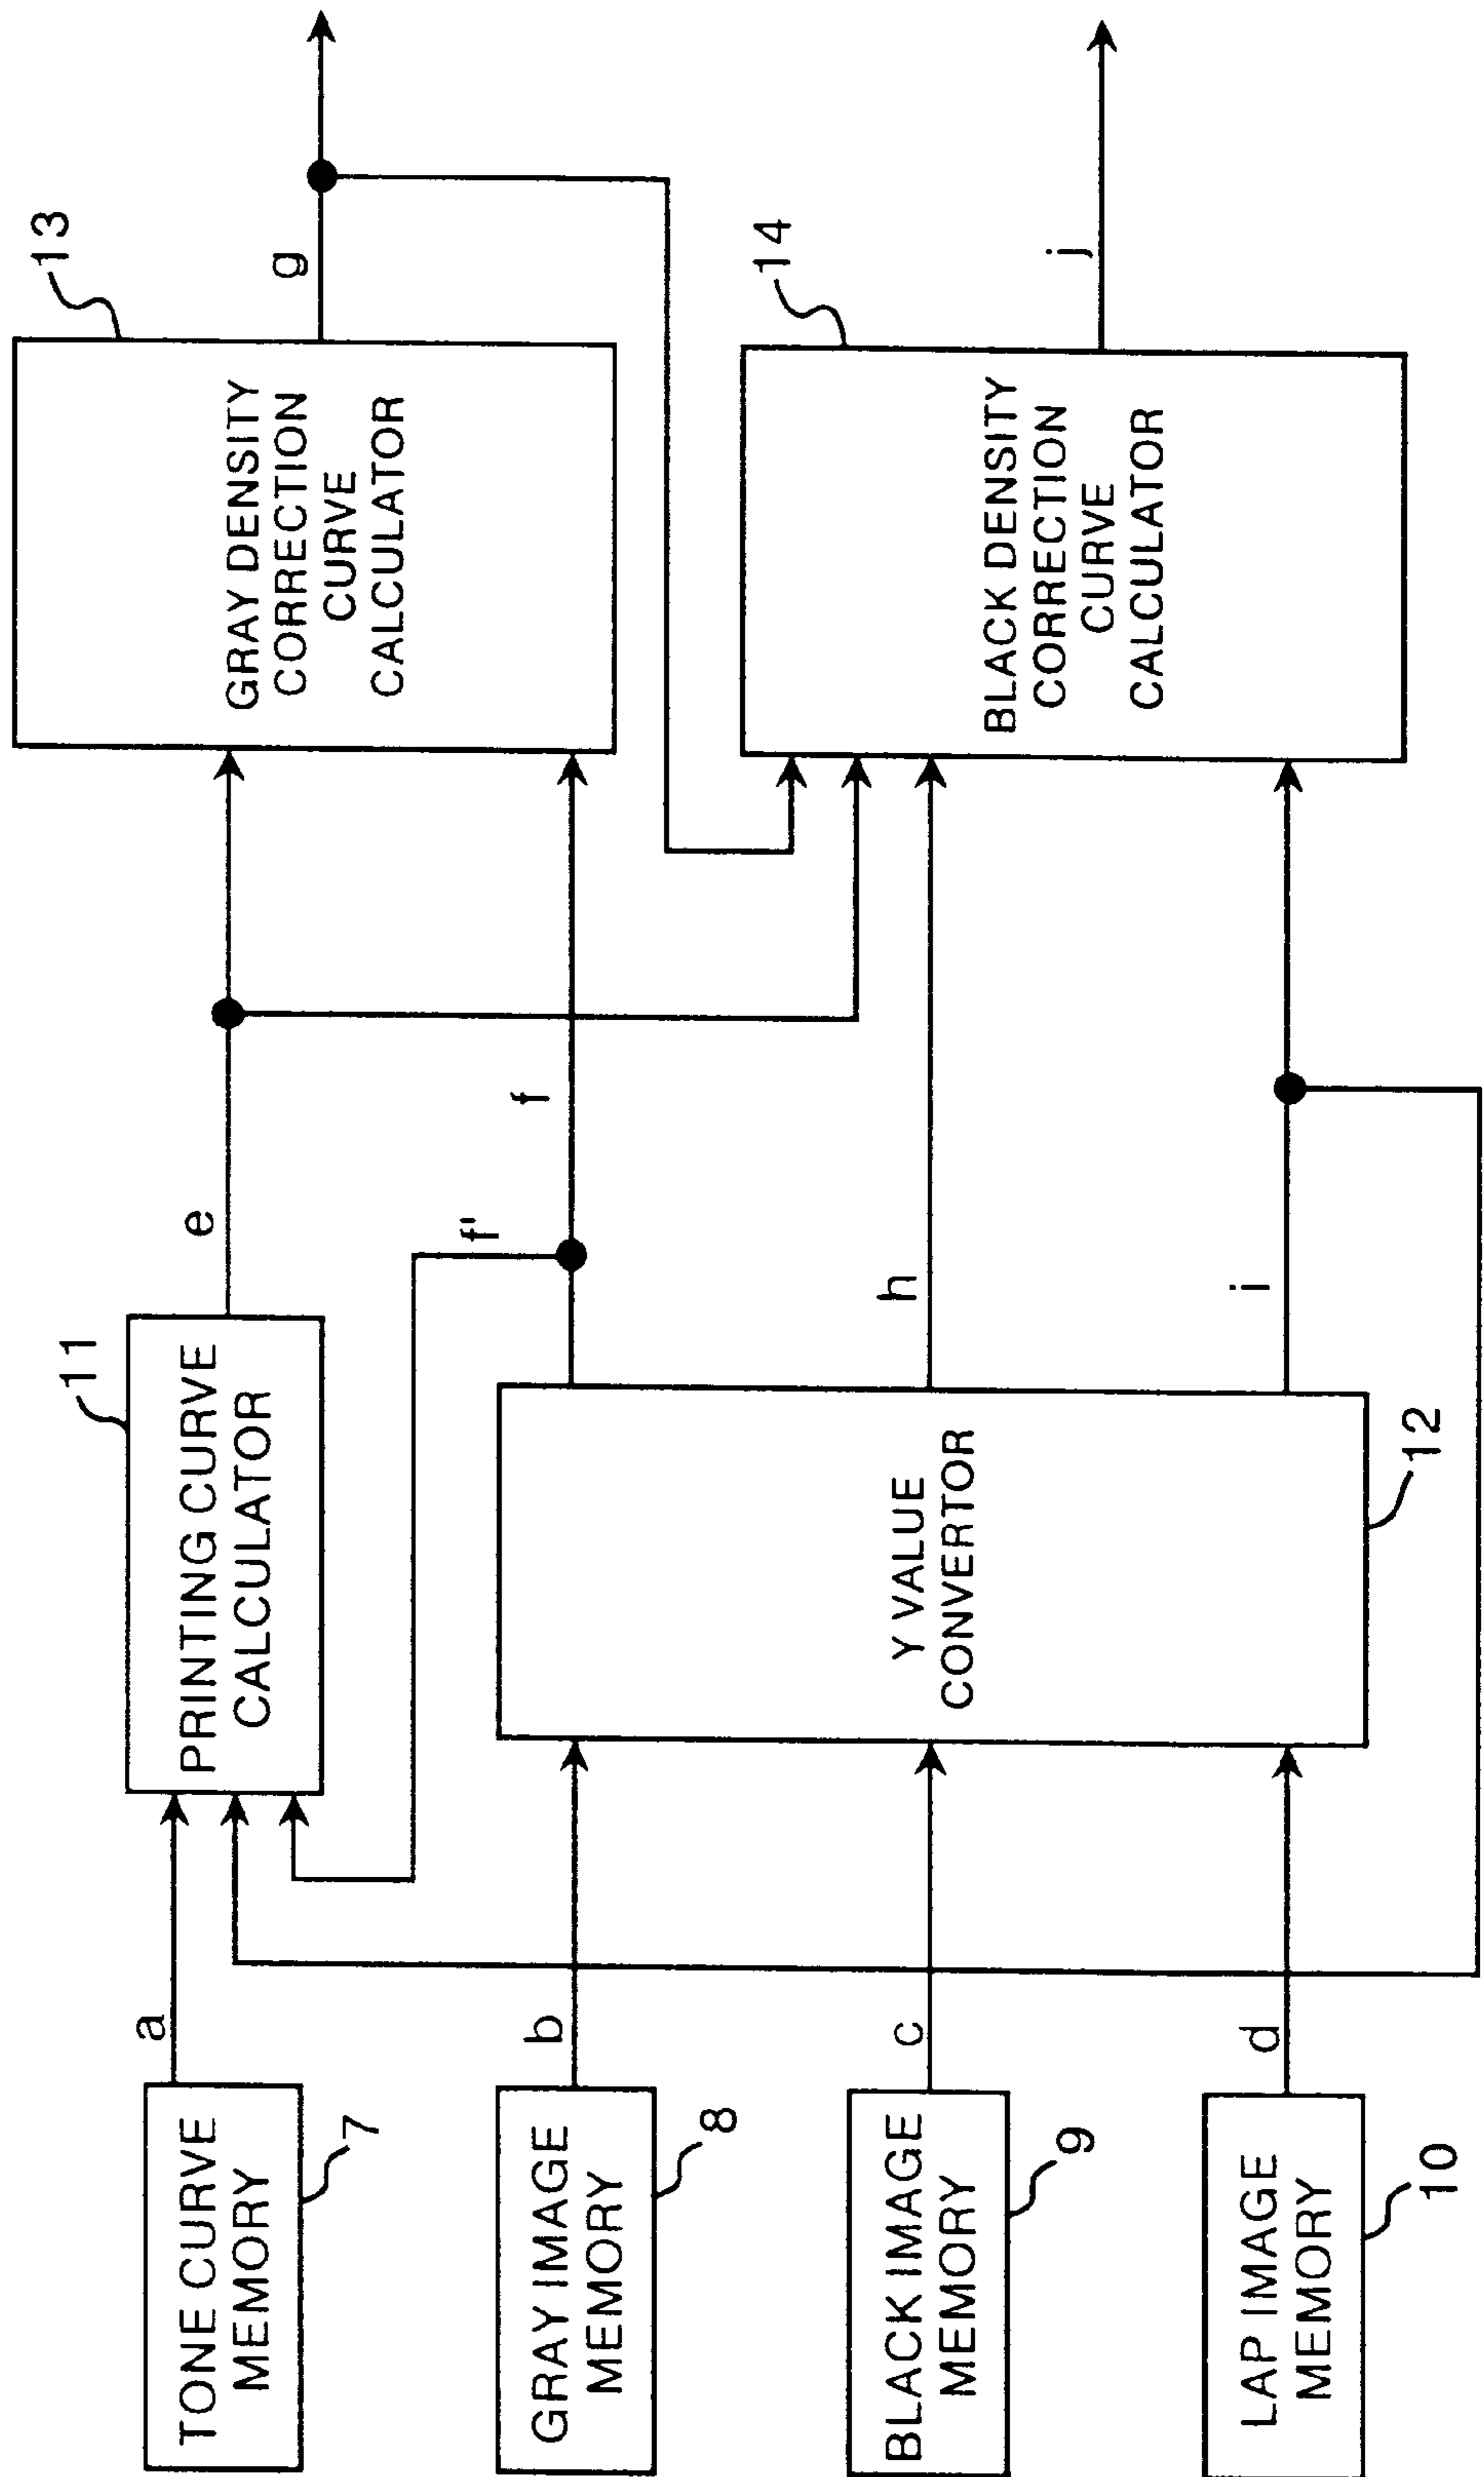 TONE CURVE
MEMORY
7
a
GRAY IMAGE
MEMORY
8
b
BLACK IMAGE
MEMORY
9
c
LAP IMAGE
MEMORY
10
d
PRINTING CURVE
CALCULATOR
11
e
Y VALUE
CONVERTOR
12
f'
f
h
i
GRAY DENSITY
CORRECTION
CURVE
CALCULATOR
13
g
BLACK DENSITY
CORRECTION
CURVE
CALCULATOR
14
j